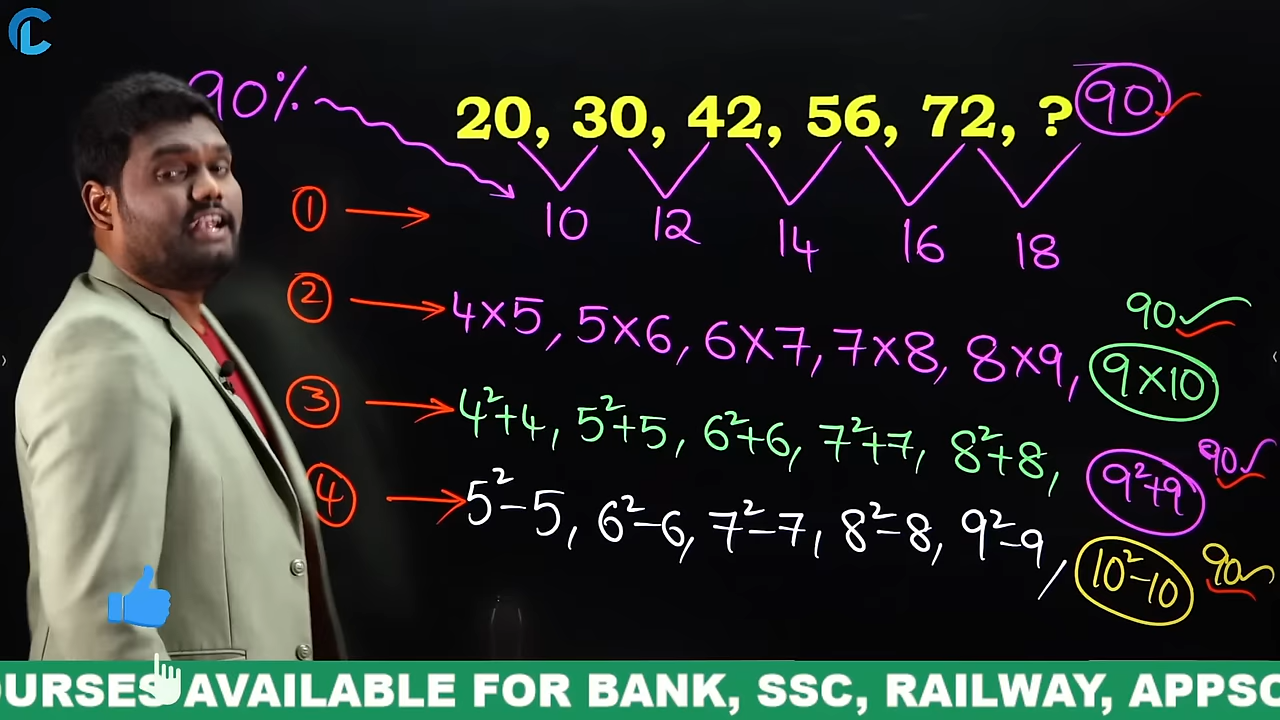 90%
20, 30, 42, 56, 72, ? 90
10 12 14 16 18
①
② 4×5, 5×6, 6×7, 7×8, 8×9, 9×10 90
③ 4²+4, 5²+5, 6²+6, 7²+7, 8²+8, 9²+9 90
④ 5²-5, 6²-6, 7²-7, 8²-8, 9²-9, 10²-10 90
OURSES AVAILABLE FOR BANK, SSC, RAILWAY, APPSC